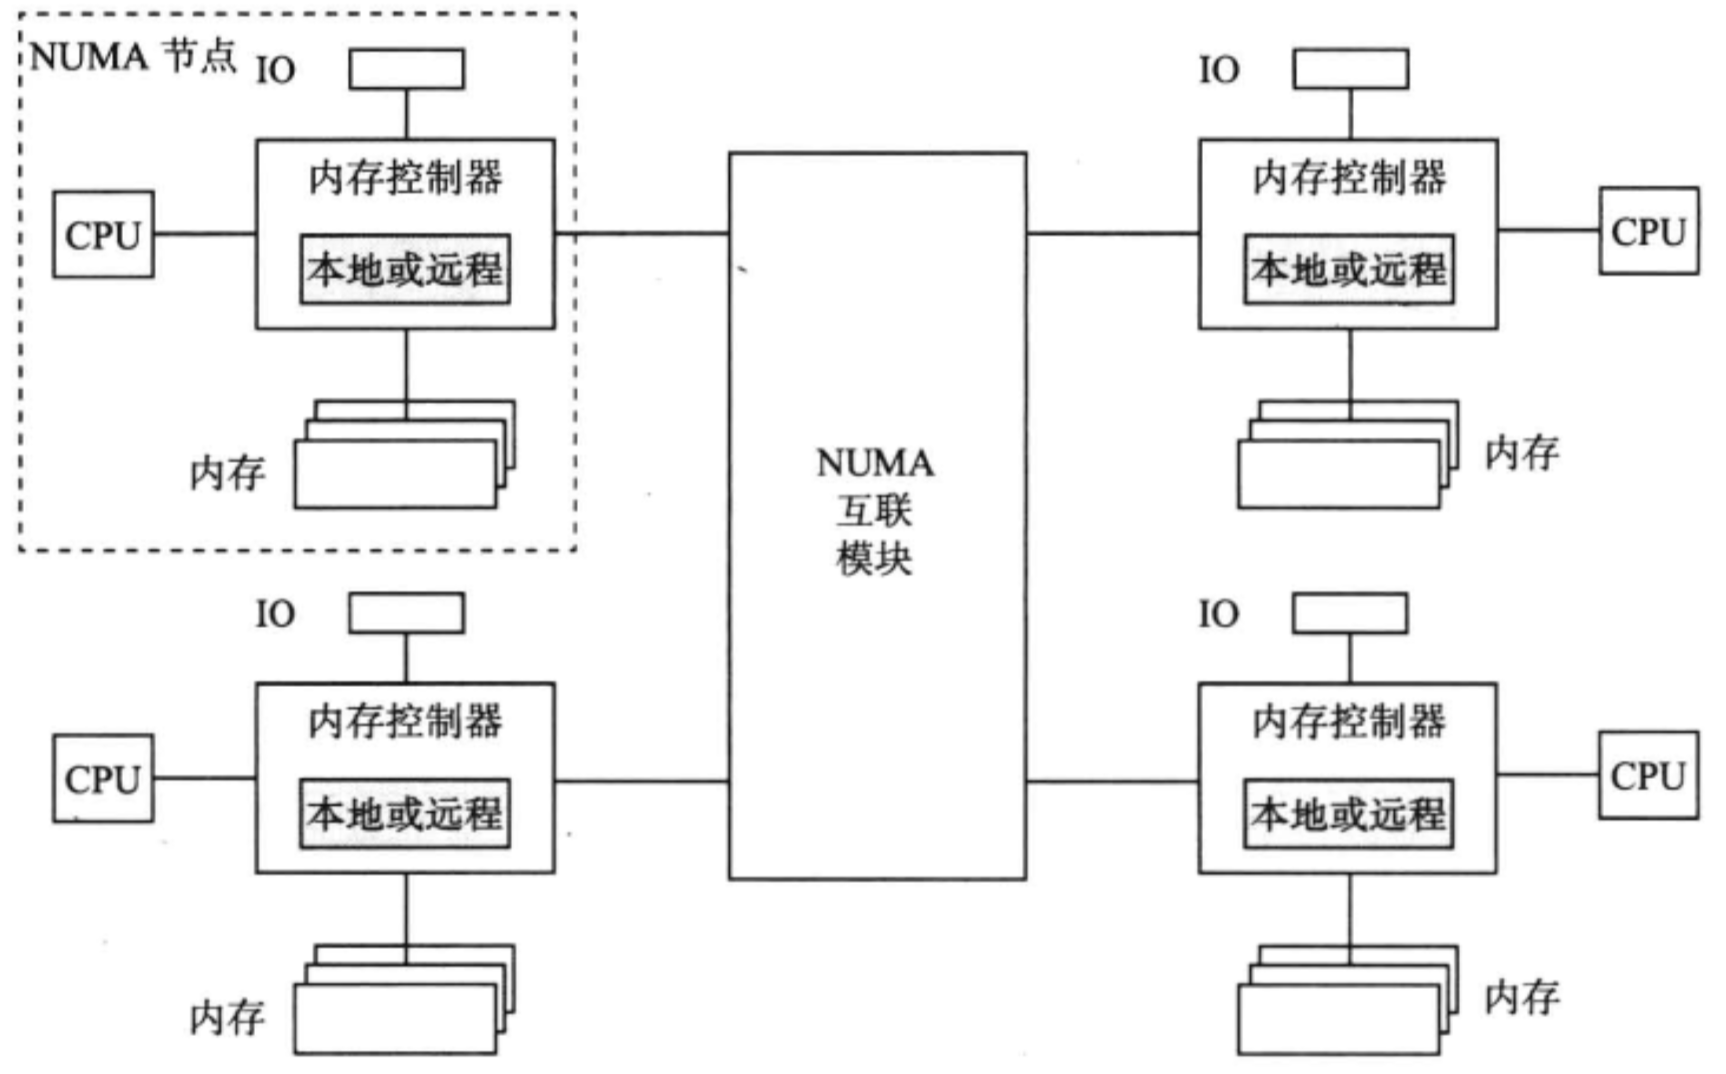 NUMA 节点
IO
内存控制器
CPU
本地或远程
内存
IO
内存控制器
CPU
本地或远程
内存
NUMA
互联
模块
IO
内存控制器
CPU
本地或远程
内存
IO
内存控制器
CPU
本地或远程
内存